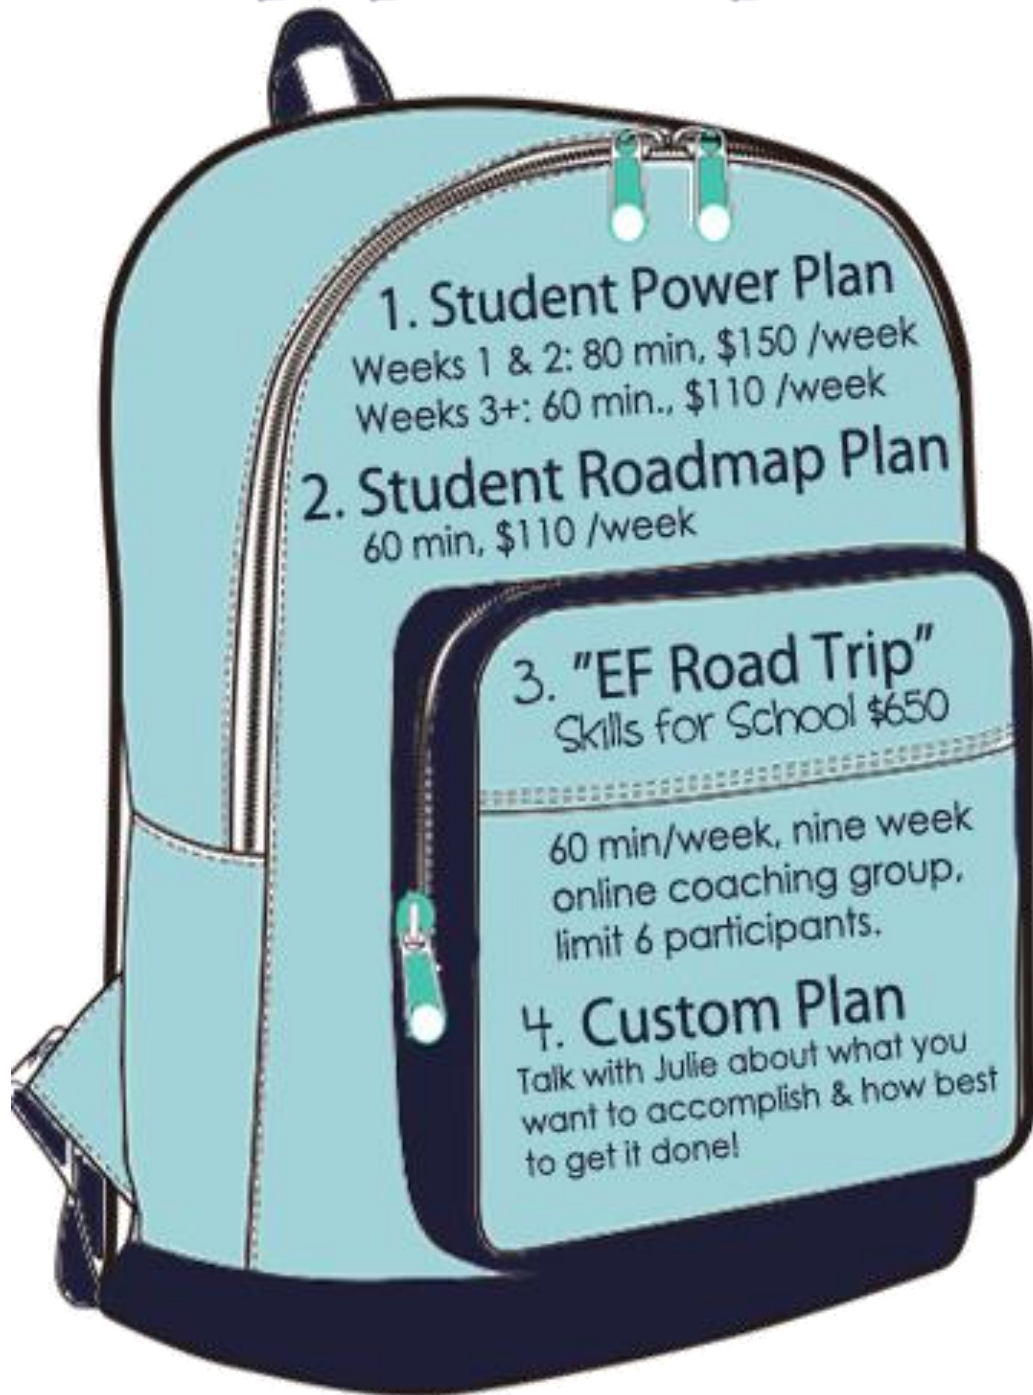 1. Student Power Plan
Weeks 1 & 2: 80 min, $150 /week
Weeks 3+: 60 min., $110 /week
2. Student Roadmap Plan
60 min, $110 /week
3. "EF Road Trip"
Skills for School $650
60 min/week, nine week
online coaching group,
limit 6 participants.
4. Custom Plan
Talk with Julie about what you
want to accomplish & how best
to get it done!